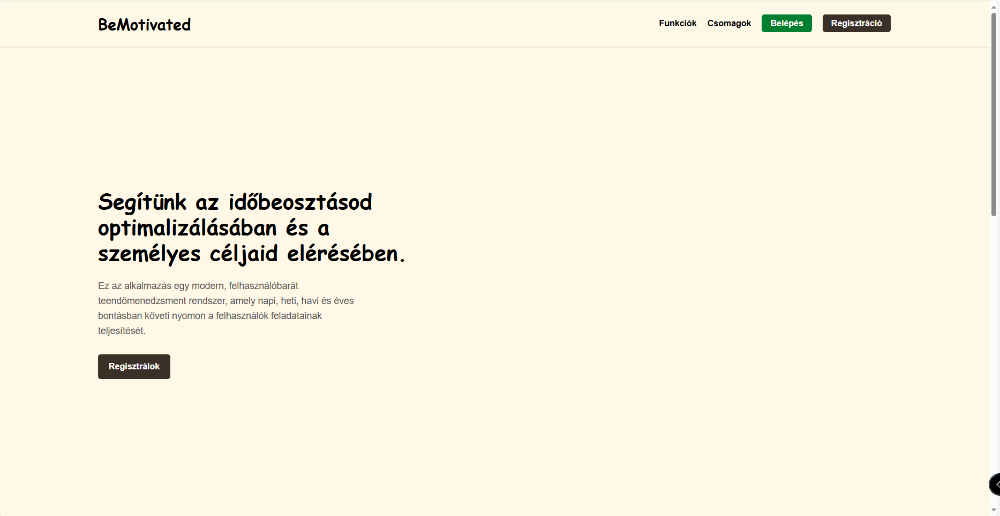 BeMotivated
Funkciók Csomagok Belépés Regisztráció
Segítünk az időbeosztásod
optimalizálásában és a
személyes céljaid elérésében.
Ez az alkalmazás egy modern, felhasználóbarát
teendőmenedzsment rendszer, amely napi, heti, havi és éves
bontásban követi nyomon a felhasználók feladatainak
teljesítését.
Regisztrálok